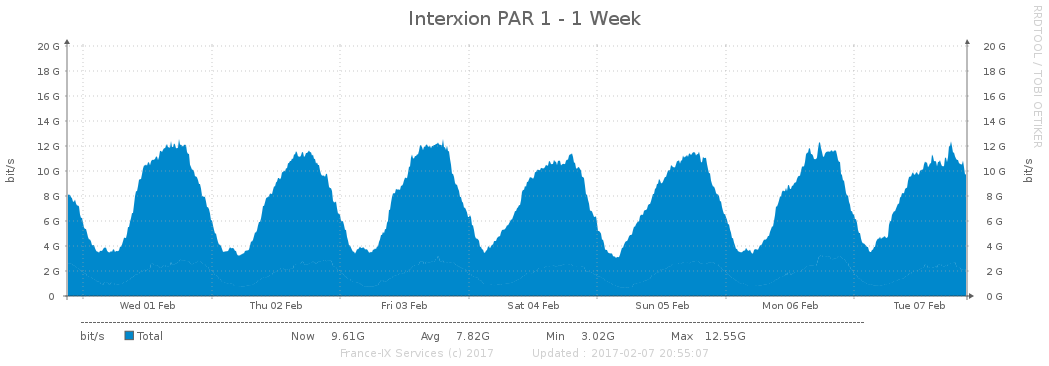 Interxion PAR 1 - 1 Week
RRDTOOL / TOBI OETIKER
20 G 20 G
18 G 18 G
16 G 16 G
14 G 14 G
12 G 12 G
10 G 10 G
8 G 8 G
6 G 6 G
4 G 4 G
2 G 2 G
0 0 G
bit/s
bit/s
Wed 01 Feb Thu 02 Feb Fri 03 Feb Sat 04 Feb Sun 05 Feb Mon 06 Feb Tue 07 Feb
bit/s Total Now 9.61G Avg 7.82G Min 3.02G Max 12.55G
France-IX Services (c) 2017 Updated : 2017-02-07 20:55:07